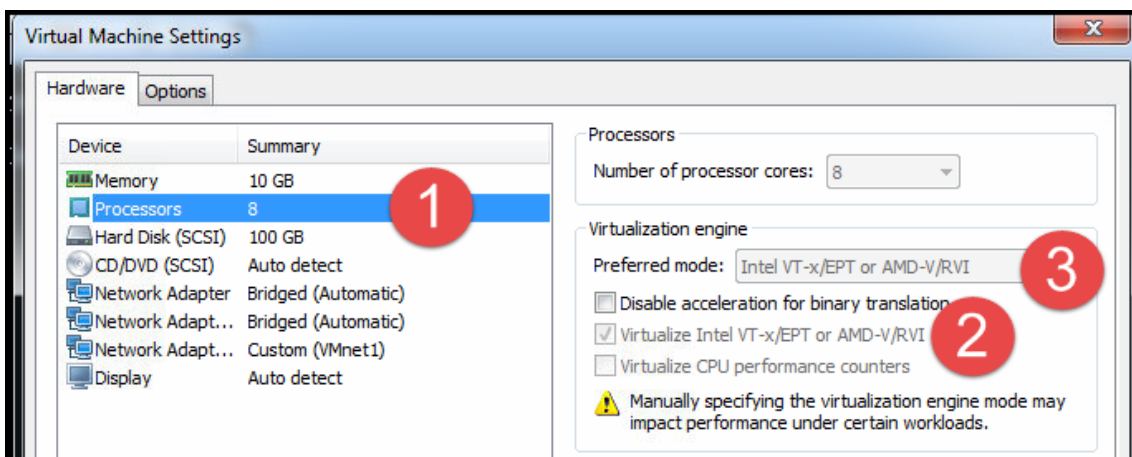 Virtual Machine Settings
x
Hardware
Options
Device Summary
Memory 10 GB
Processors 8
Hard Disk (SCSI) 100 GB
CD/DVD (SCSI) Auto detect
Network Adapter Bridged (Automatic)
Network Adapt... Bridged (Automatic)
Network Adapt... Custom (VMnet1)
Display Auto detect
1
Processors
Number of processor cores: 8
Virtualization engine
Preferred mode: Intel VT-x/EPT or AMD-V/RVI
3
Disable acceleration for binary translation
Virtualize Intel VT-x/EPT or AMD-V/RVI
2
Virtualize CPU performance counters
Manually specifying the virtualization engine mode may
impact performance under certain workloads.